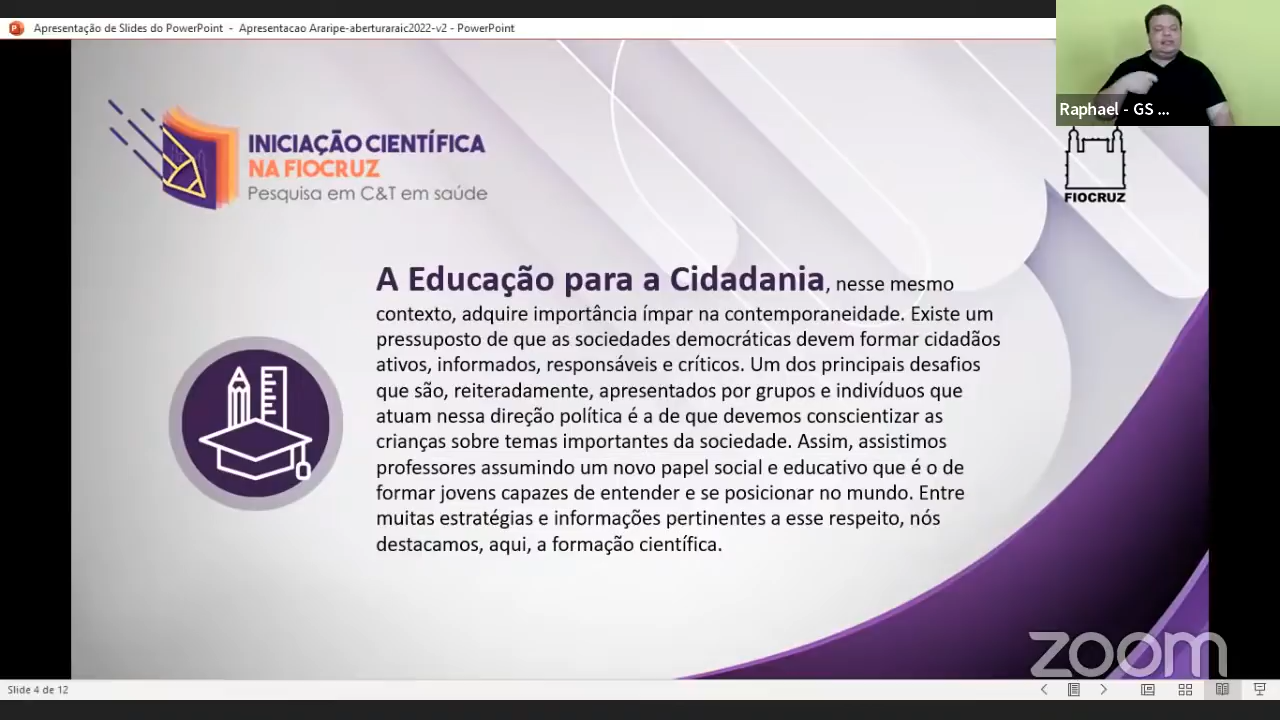 Apresentação de Slides do PowerPoint - Apresentacao Araripe-aberturaraic2022-v2 - PowerPoint
Raphael - GS ...
INICIAÇÃO CIENTÍFICA
NA FIOCRUZ
Pesquisa em C&T em saúde
FIOCRUZ
A Educação para a Cidadania, nesse mesmo
contexto, adquire importância ímpar na contemporaneidade. Existe um
pressuposto de que as sociedades democráticas devem formar cidadãos
ativos, informados, responsáveis e críticos. Um dos principais desafios
que são, reiteradamente, apresentados por grupos e indivíduos que
atuam nessa direção política é a de que devemos conscientizar as
crianças sobre temas importantes da sociedade. Assim, assistimos
professores assumindo um novo papel social e educativo que é o de
formar jovens capazes de entender e se posicionar no mundo. Entre
muitas estratégias e informações pertinentes a esse respeito, nós
destacamos, aqui, a formação científica.
zoom
Slide 4 de 12